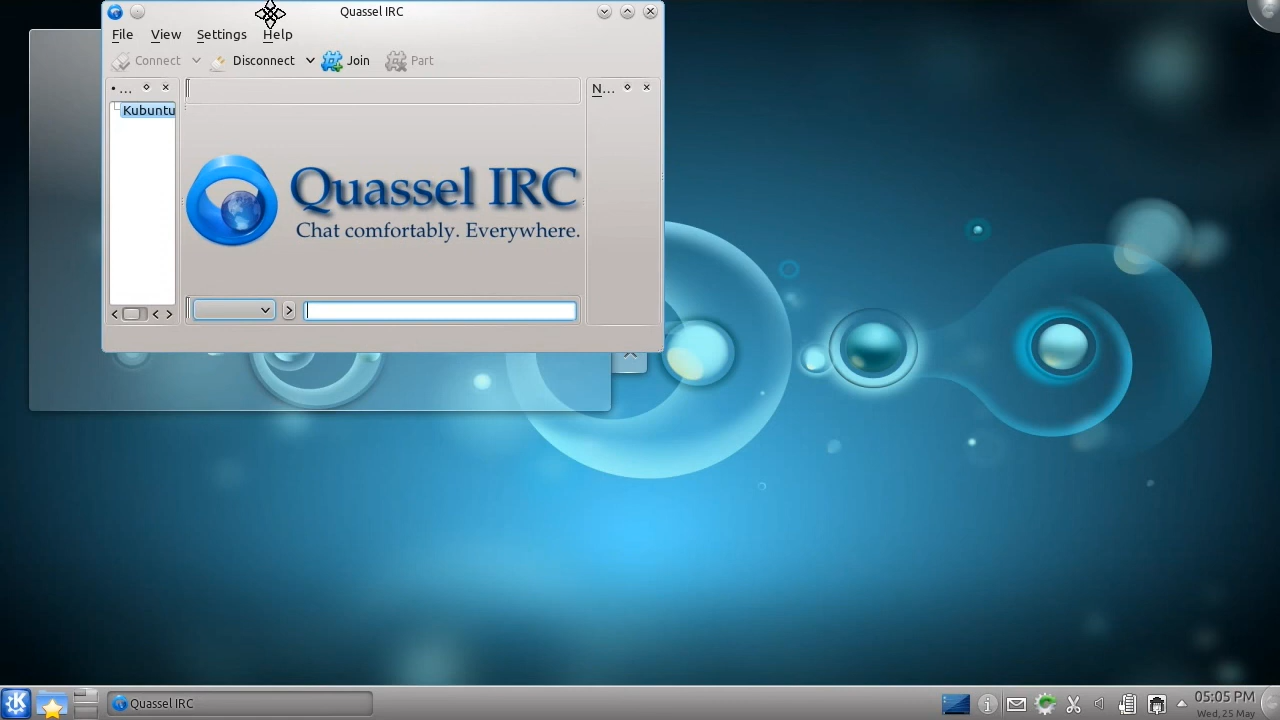 Quassel IRC
File View Settings Help
Connect Disconnect Join Part
... N...
Kubuntu
Quassel IRC
Chat comfortably. Everywhere.
Quassel IRC
05:05 PM
Wed, 25 May